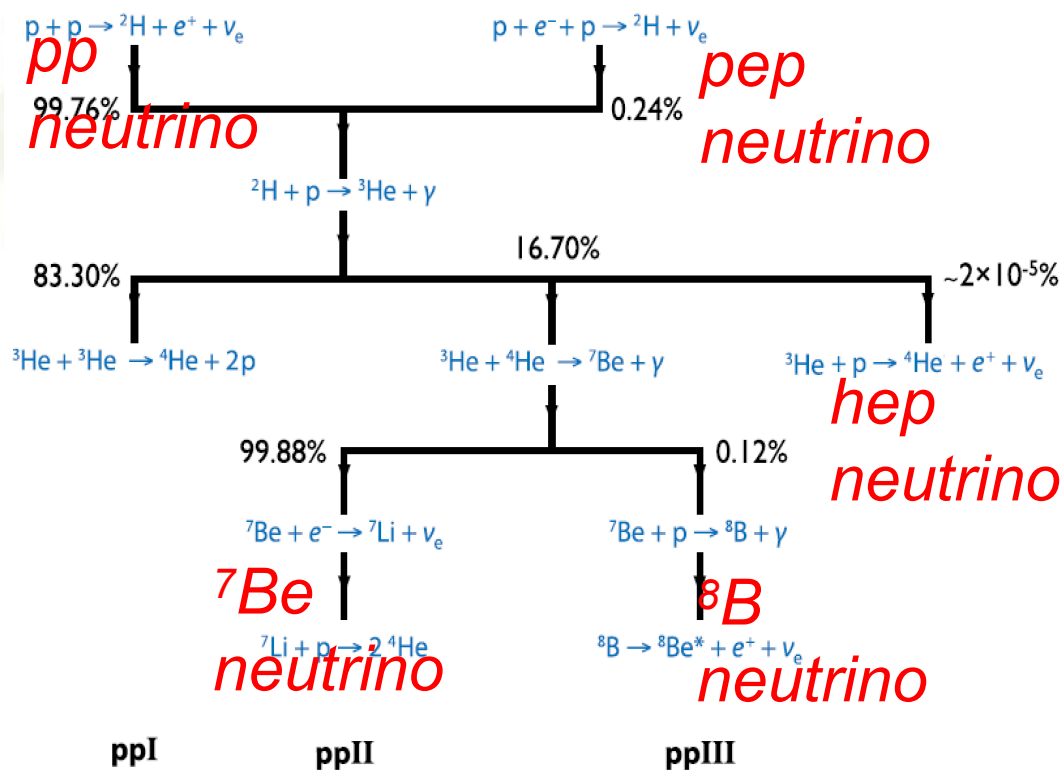 p + p → ²H + e⁺ + νₑ
p + e⁻ + p → ²H + νₑ
pp
neutrino
pep
neutrino
99.76%
0.24%
²H + p → ³He + γ
83.30%
16.70%
~2×10⁻⁵%
³He + ³He → ⁴He + 2p
³He + ⁴He → ⁷Be + γ
³He + p → ⁴He + e⁺ + νₑ
hep
neutrino
99.88%
0.12%
⁷Be + e⁻ → ⁷Li + νₑ
⁷Be + p → ⁸B + γ
⁷Be
neutrino
⁸B
neutrino
⁷Li + p → 2 ⁴He
⁸B → ⁸Be* + e⁺ + νₑ
ppI
ppII
ppIII